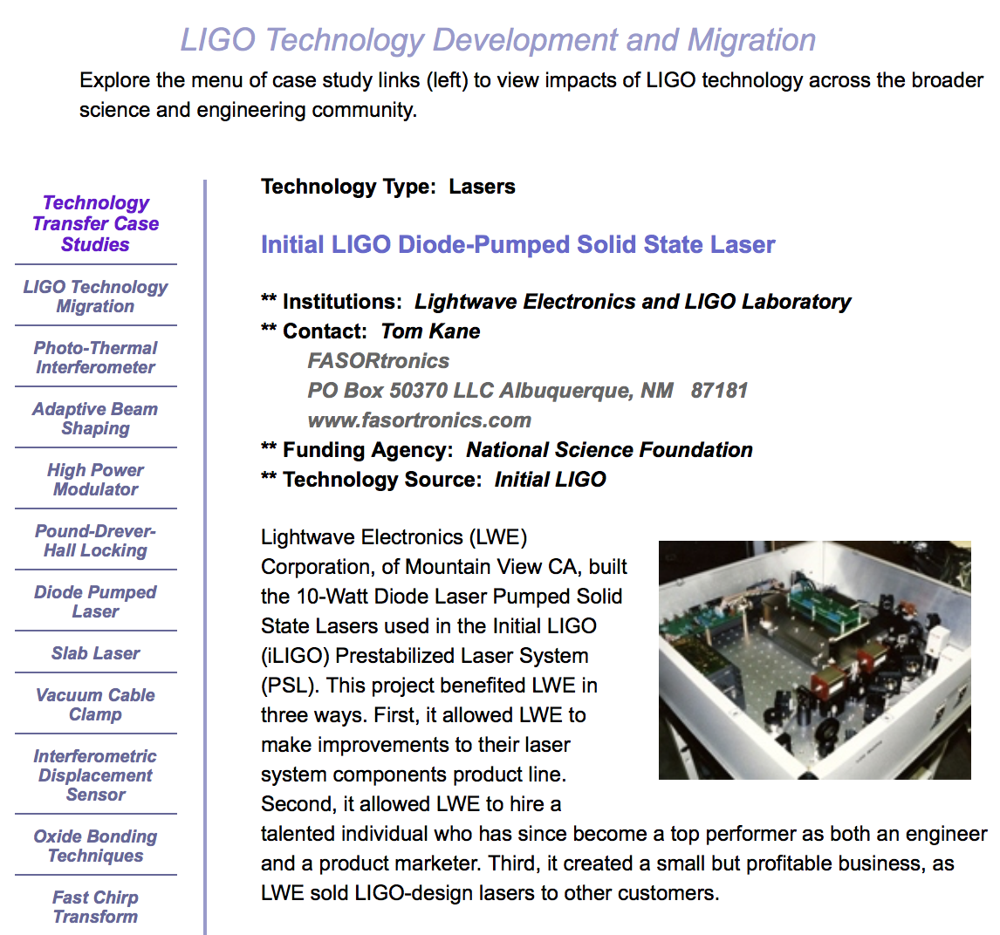 LIGO Technology Development and Migration
Explore the menu of case study links (left) to view impacts of LIGO technology across the broader
science and engineering community.
Technology
Transfer Case
Studies
LIGO Technology
Migration
Photo-Thermal
Interferometer
Adaptive Beam
Shaping
High Power
Modulator
Pound-Drever-
Hall Locking
Diode Pumped
Laser
Slab Laser
Vacuum Cable
Clamp
Interferometric
Displacement
Sensor
Oxide Bonding
Techniques
Fast Chirp
Transform
Technology Type:  Lasers
Initial LIGO Diode-Pumped Solid State Laser
** Institutions:  Lightwave Electronics and LIGO Laboratory
** Contact:  Tom Kane
FASORtronics
PO Box 50370 LLC Albuquerque, NM   87181
www.fasortronics.com
** Funding Agency:  National Science Foundation
** Technology Source:  Initial LIGO
Lightwave Electronics (LWE)
Corporation, of Mountain View CA, built
the 10-Watt Diode Laser Pumped Solid
State Lasers used in the Initial LIGO
(iLIGO) Prestabilized Laser System
(PSL). This project benefited LWE in
three ways. First, it allowed LWE to
make improvements to their laser
system components product line.
Second, it allowed LWE to hire a
talented individual who has since become a top performer as both an engineer
and a product marketer. Third, it created a small but profitable business, as
LWE sold LIGO-design lasers to other customers.